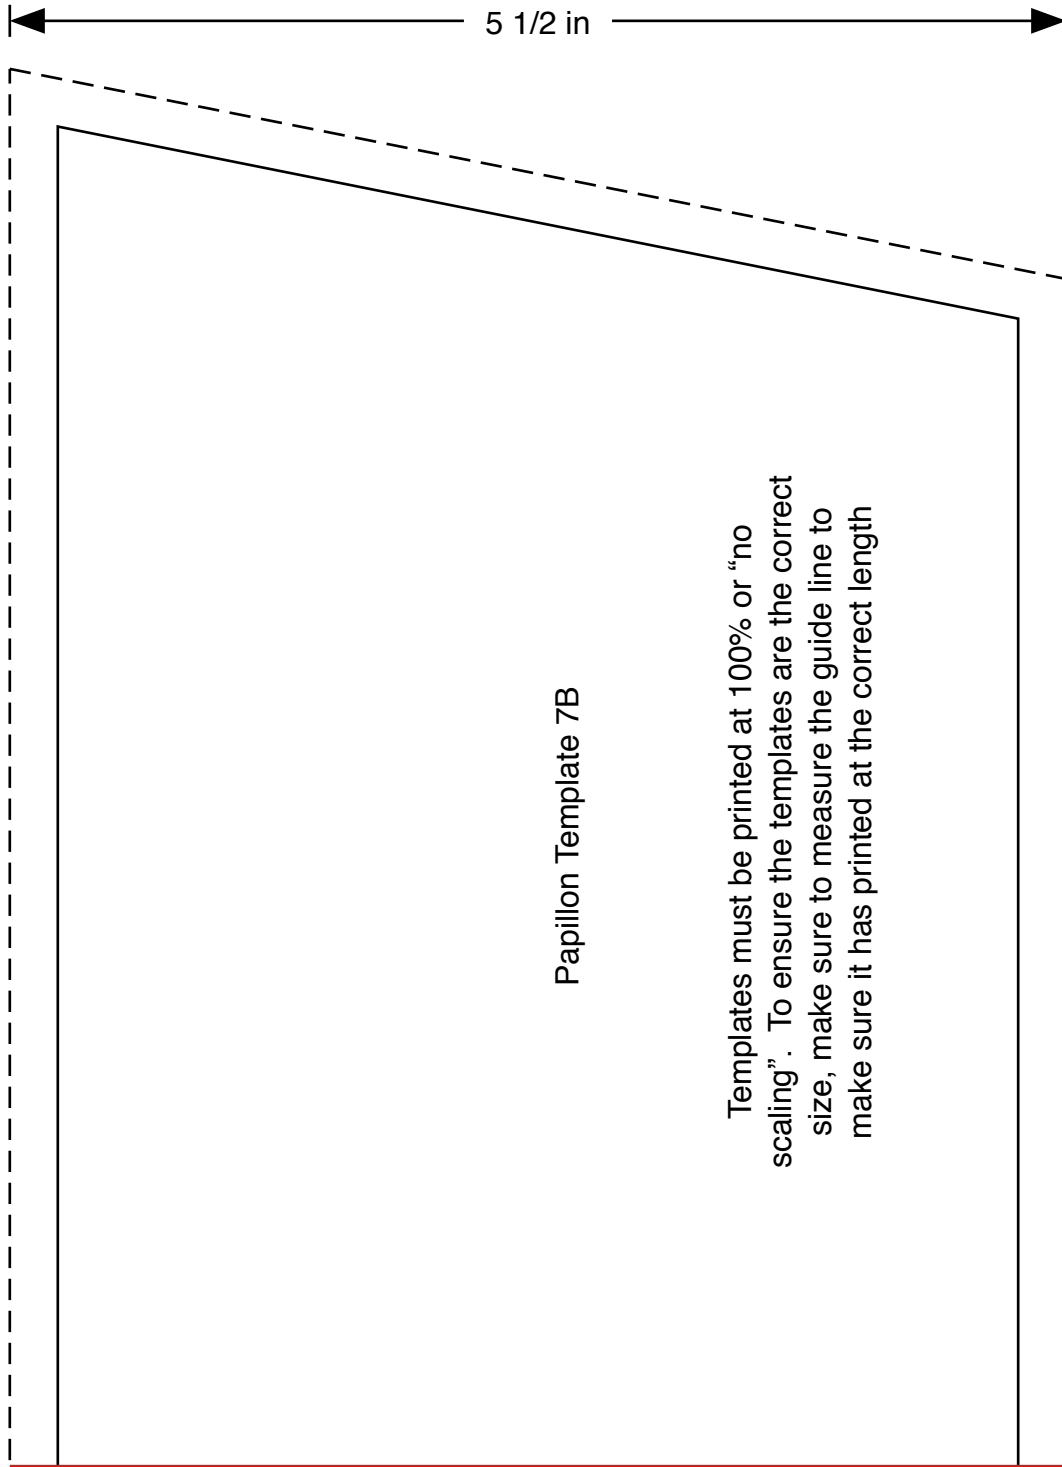 5 1/2 in
Papillon Template 7B
Templates must be printed at 100% or “no
scaling”.  To ensure the templates are the correct
size, make sure to measure the guide line to
make sure it has printed at the correct length